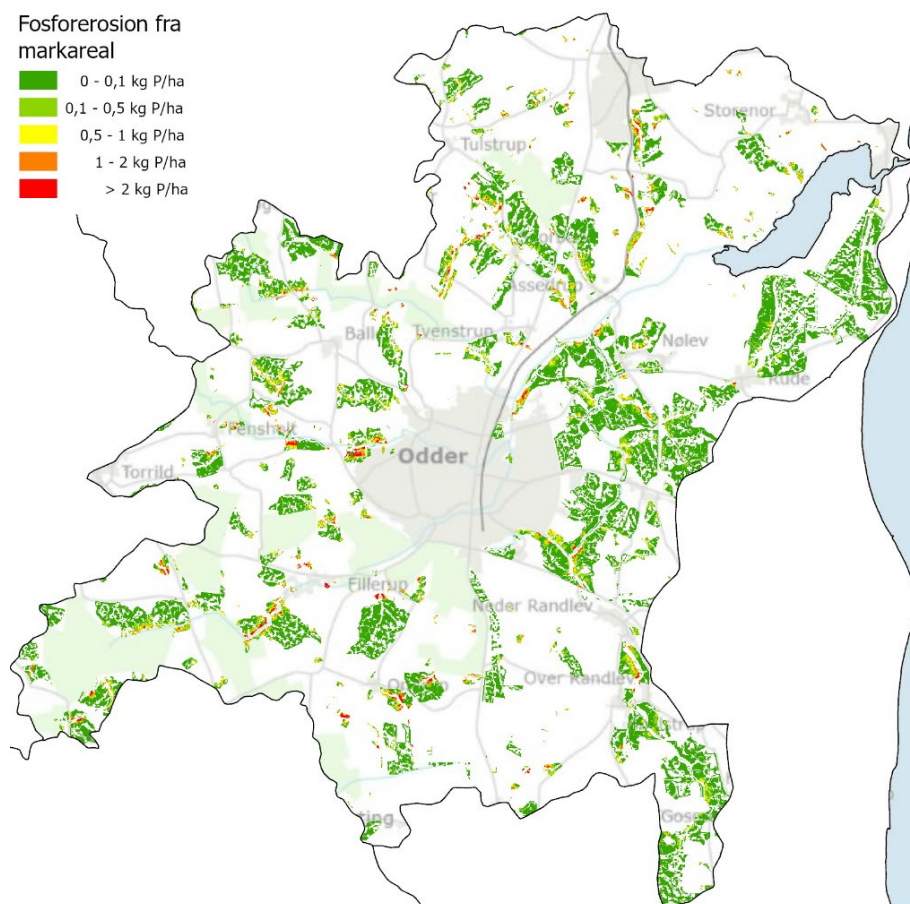 Fosforerosion fra
markareal
0 - 0,1 kg P/ha
0,1 - 0,5 kg P/ha
0,5 - 1 kg P/ha
1 - 2 kg P/ha
> 2 kg P/ha
Storenor
Tulstrup
Assedrup
Tvenstrup
Nølev
Rude
Fensholt
Odder
Torrild
Fillerup
Neder Randlev
Over Randlev